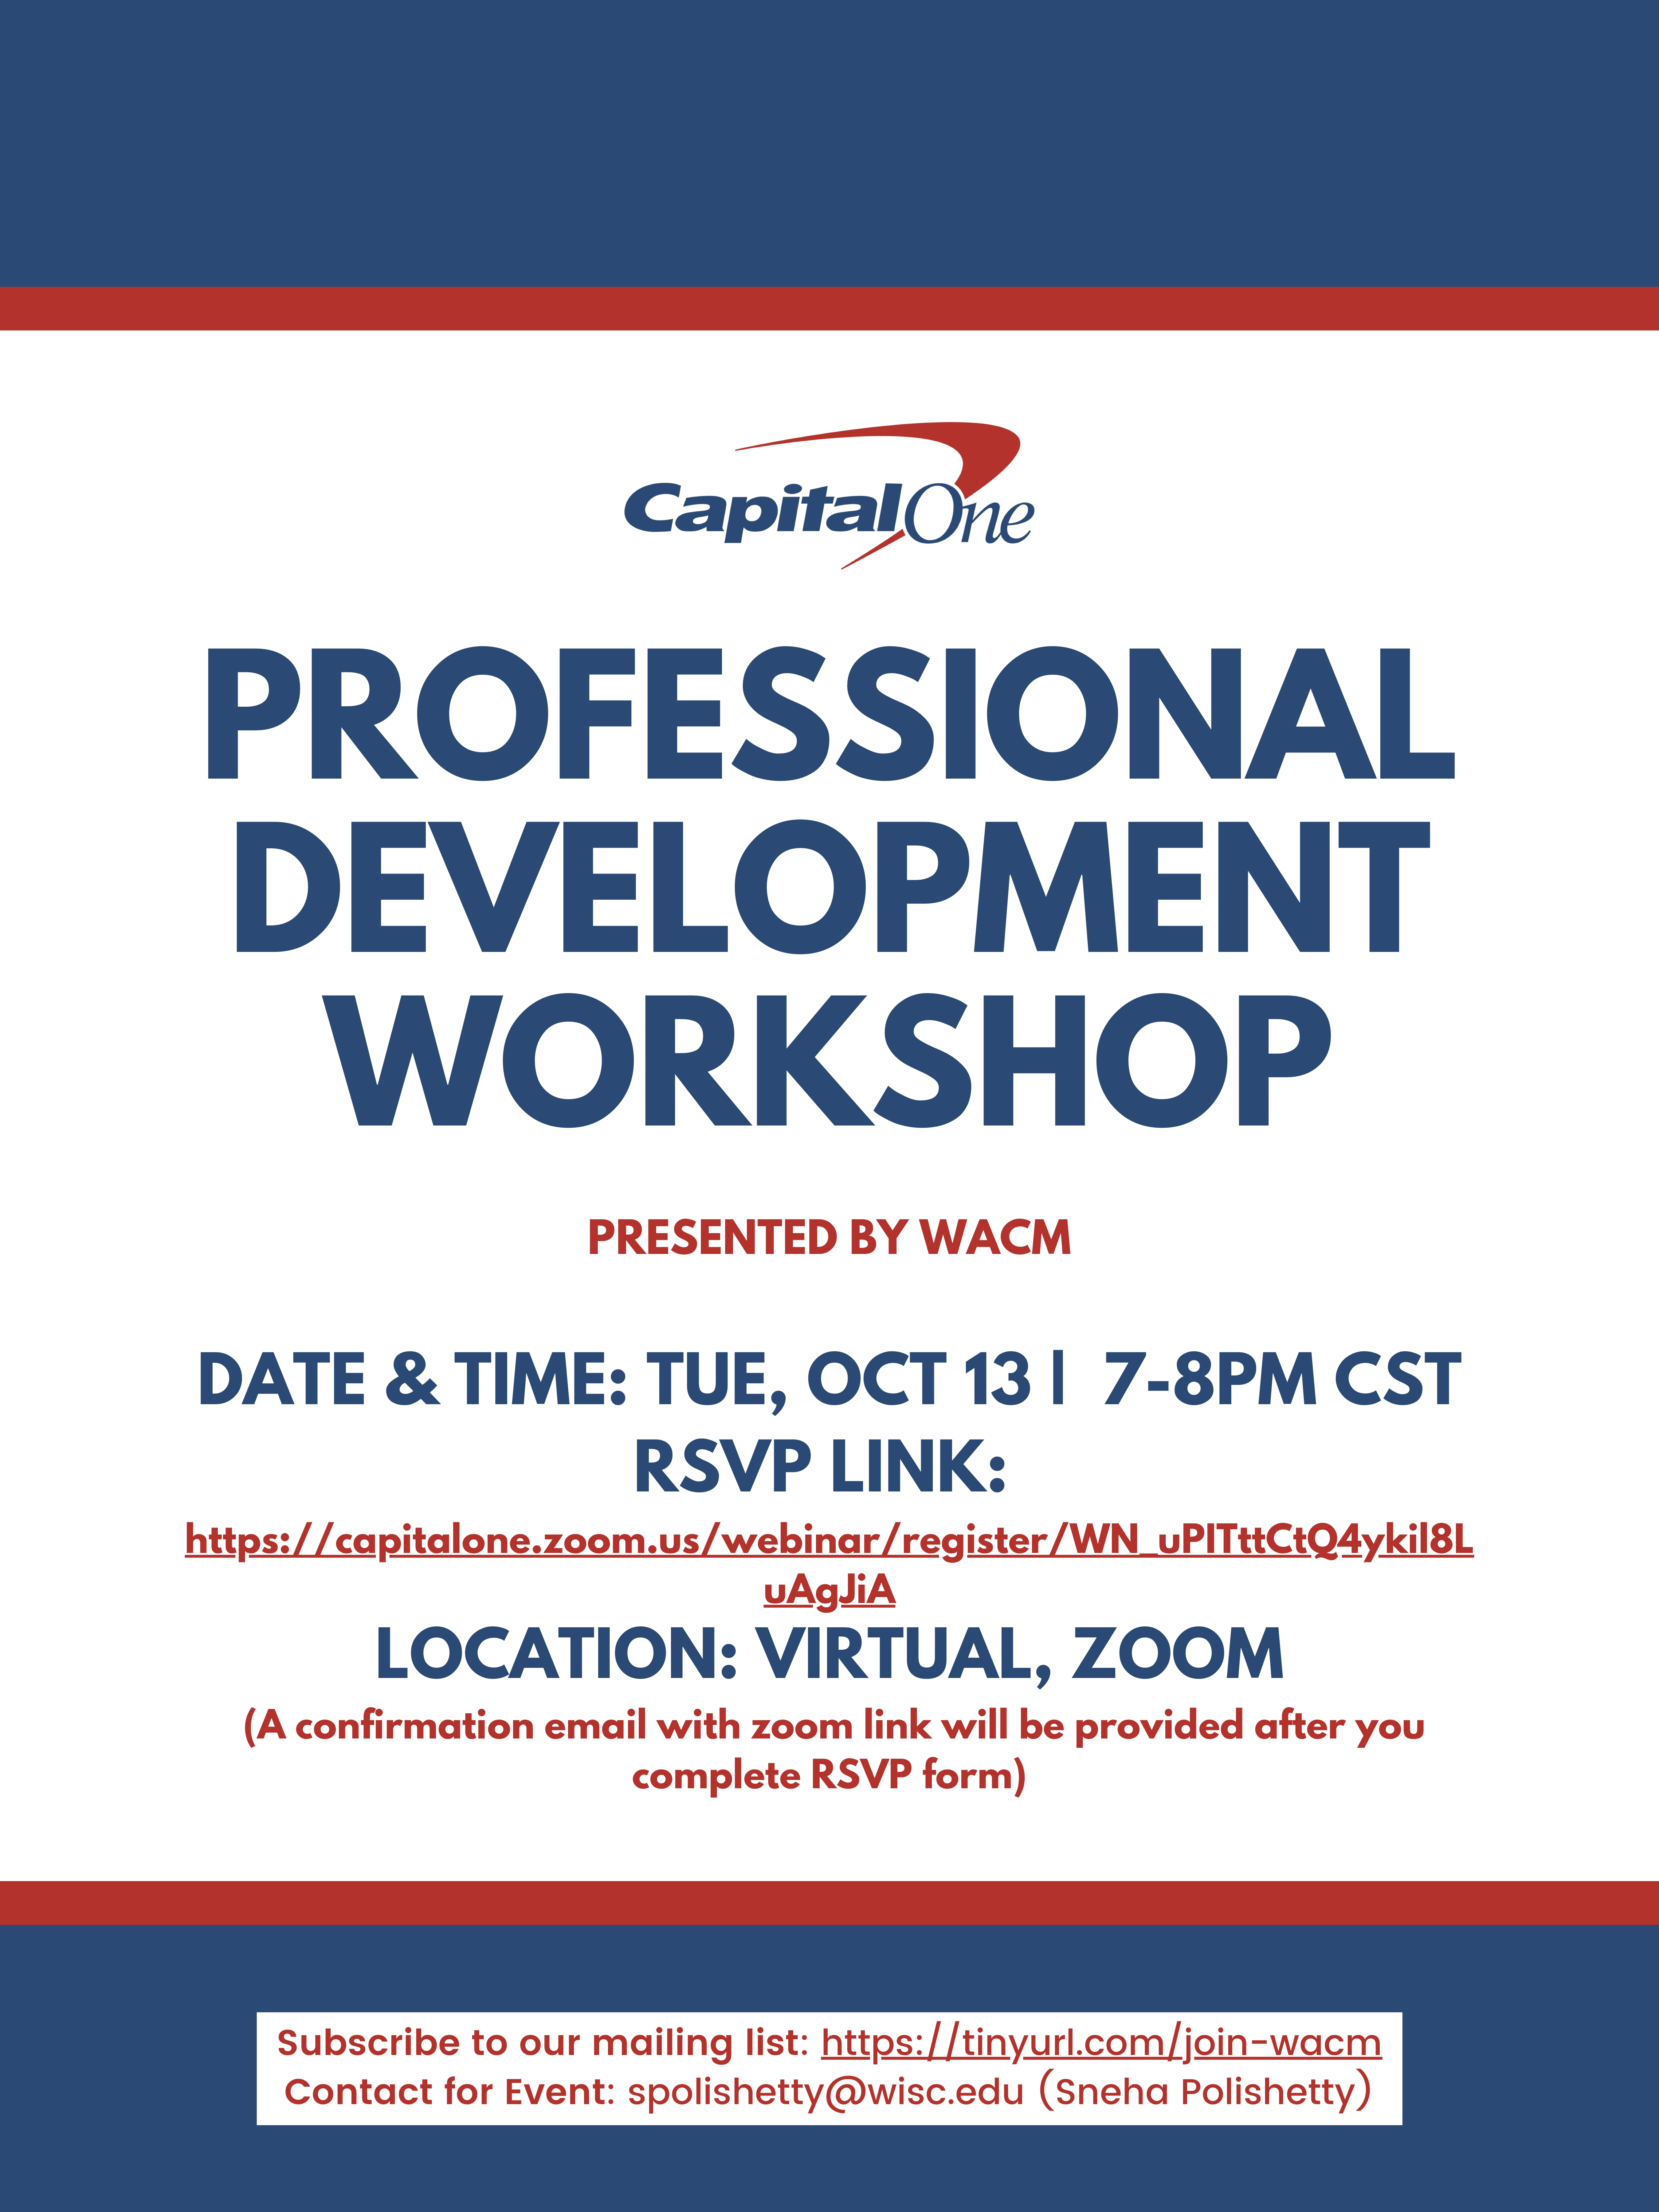 CapitalOne
PROFESSIONAL
DEVELOPMENT
WORKSHOP
PRESENTED BY WACM
DATE & TIME: TUE, OCT 13 | 7-8PM CST
RSVP LINK:
https://capitalone.zoom.us/webinar/register/WN_uPITttCtQ4ykil8L
uAgJiA
LOCATION: VIRTUAL, ZOOM
(A confirmation email with zoom link will be provided after you
complete RSVP form)
Subscribe to our mailing list: https://tinyurl.com/join-wacm
Contact for Event: spolishetty@wisc.edu (Sneha Polishetty)